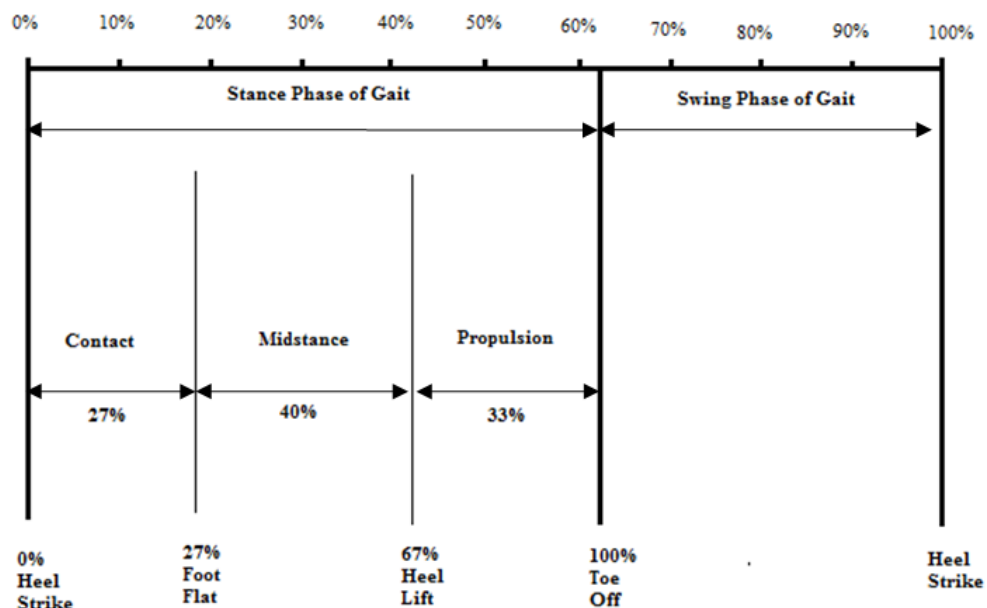 0% 10% 20% 30% 40% 50% 60% 70% 80% 90% 100%
Stance Phase of Gait Swing Phase of Gait
Contact Midstance Propulsion
27% 40% 33%
0% 27% 67% 100% Heel
Heel Foot Heel Toe Strike
Strike Flat Lift Off